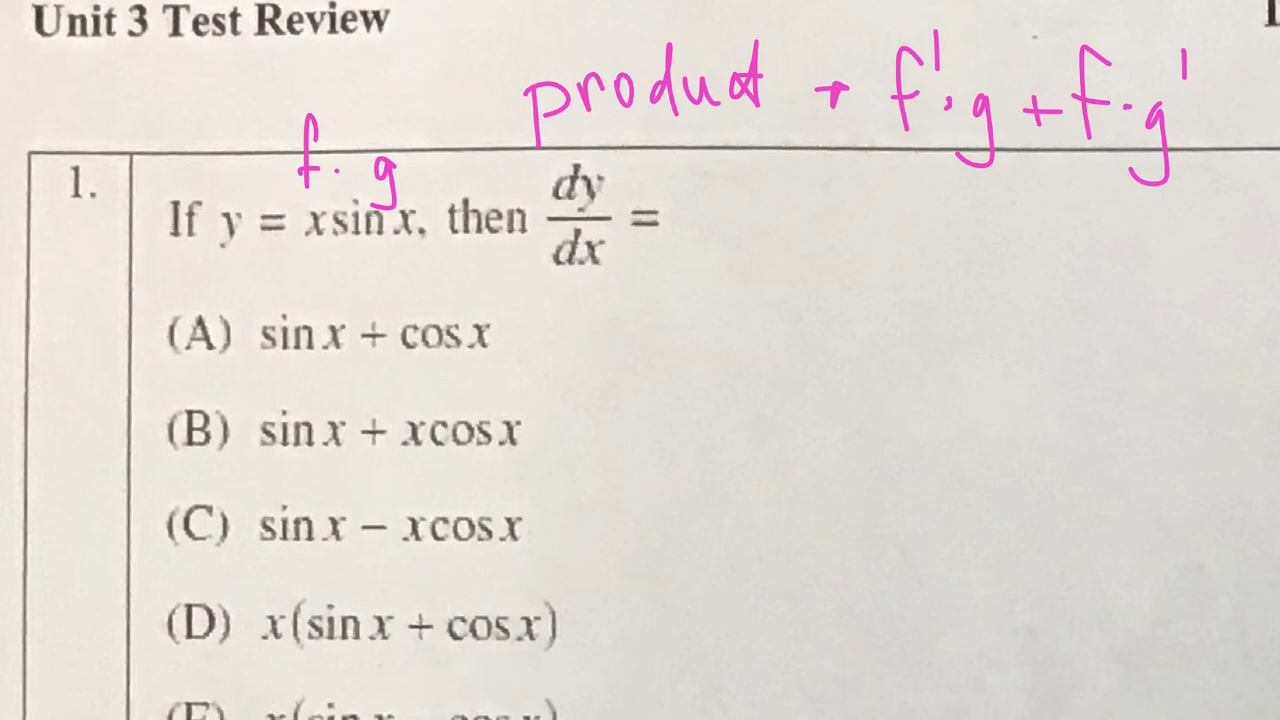 Unit 3 Test Review
product → f'·g + f·g'
f · g
1.
If y = x sin x, then dy/dx =
(A) sin x + cos x
(B) sin x + x cos x
(C) sin x − x cos x
(D) x(sin x + cos x)